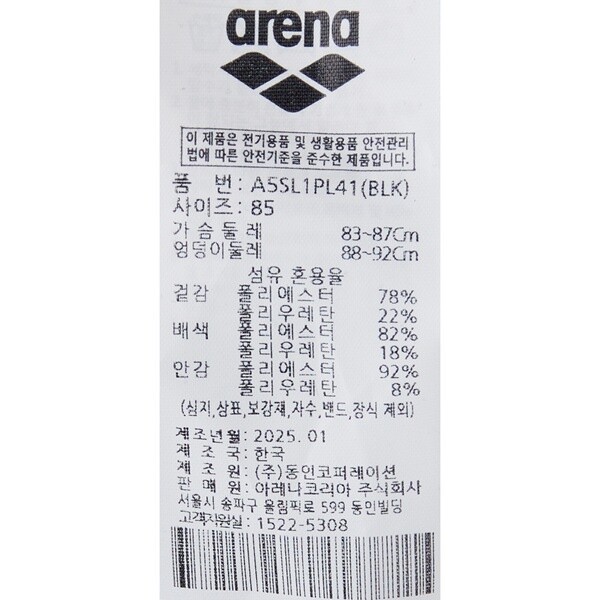 arena
이 제품은 전기용품 및 생활용품 안전관리
법에 따른 안전기준을 준수한 제품입니다.
품 번: A5SL1PL41(BLK)
사이즈: 85
가슴둘레 83~87Cm
엉덩이둘레 88~92Cm
섬유 혼용율
겉감 폴리에스터 78%
폴리우레탄 22%
배색 폴리에스터 82%
폴리우레탄 18%
안감 폴리에스터 92%
폴리우레탄 8%
(심지,상표,보강재,자수,밴드,장식 제외)
제조년월: 2025.01
제 조 국: 한국
제 조 원: (주)동인코퍼레이션
판 매 원: 아레나코리아 주식회사
서울시 송파구 올림픽로 599 동인빌딩
고객지원실: 1522-5308